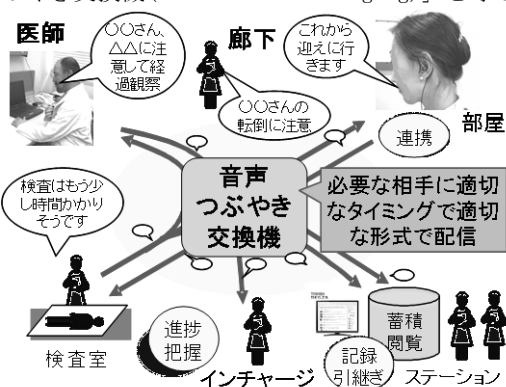 医師
〇〇さん、
△△に注
意して経
過観察
廊下
〇〇さんの
転倒に注意
これから
迎えに行
きます
連携
部屋
音声
つぶやき
交換機
必要な相手に適切
なタイミングで適切
な形式で配信
検査はもう少
し時間かかり
そうです
検査室
進捗
把握
インチャージ
記録
引継ぎ
蓄積
閲覧
ステーション